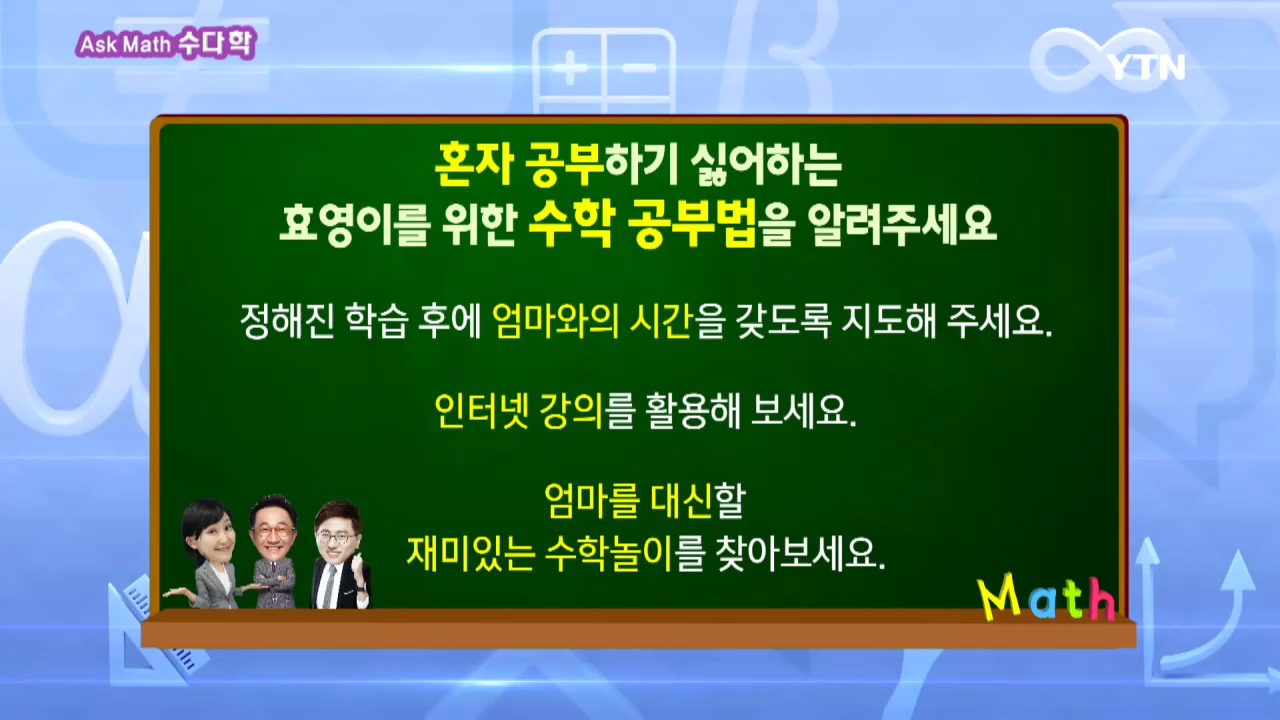 Ask Math 수다학
YTN
혼자 공부하기 싫어하는
효영이를 위한 수학 공부법을 알려주세요
정해진 학습 후에 엄마와의 시간을 갖도록 지도해 주세요.
인터넷 강의를 활용해 보세요.
엄마를 대신할
재미있는 수학놀이를 찾아보세요.
Math